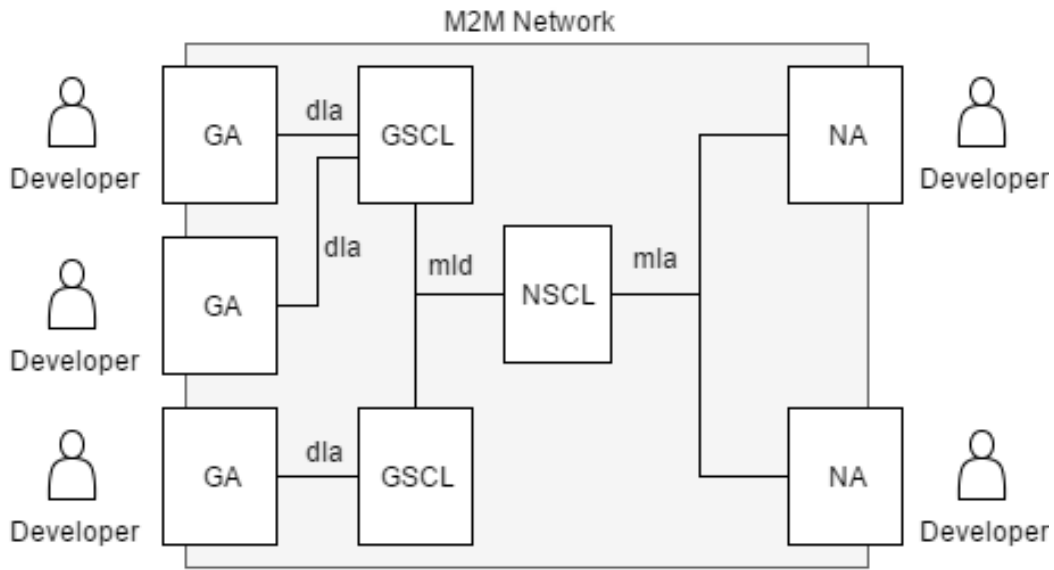 M2M Network
dla
GA
GSCL
NA
Developer
Developer
dla
mld
mla
GA
NSCL
Developer
dla
GA
GSCL
NA
Developer
Developer